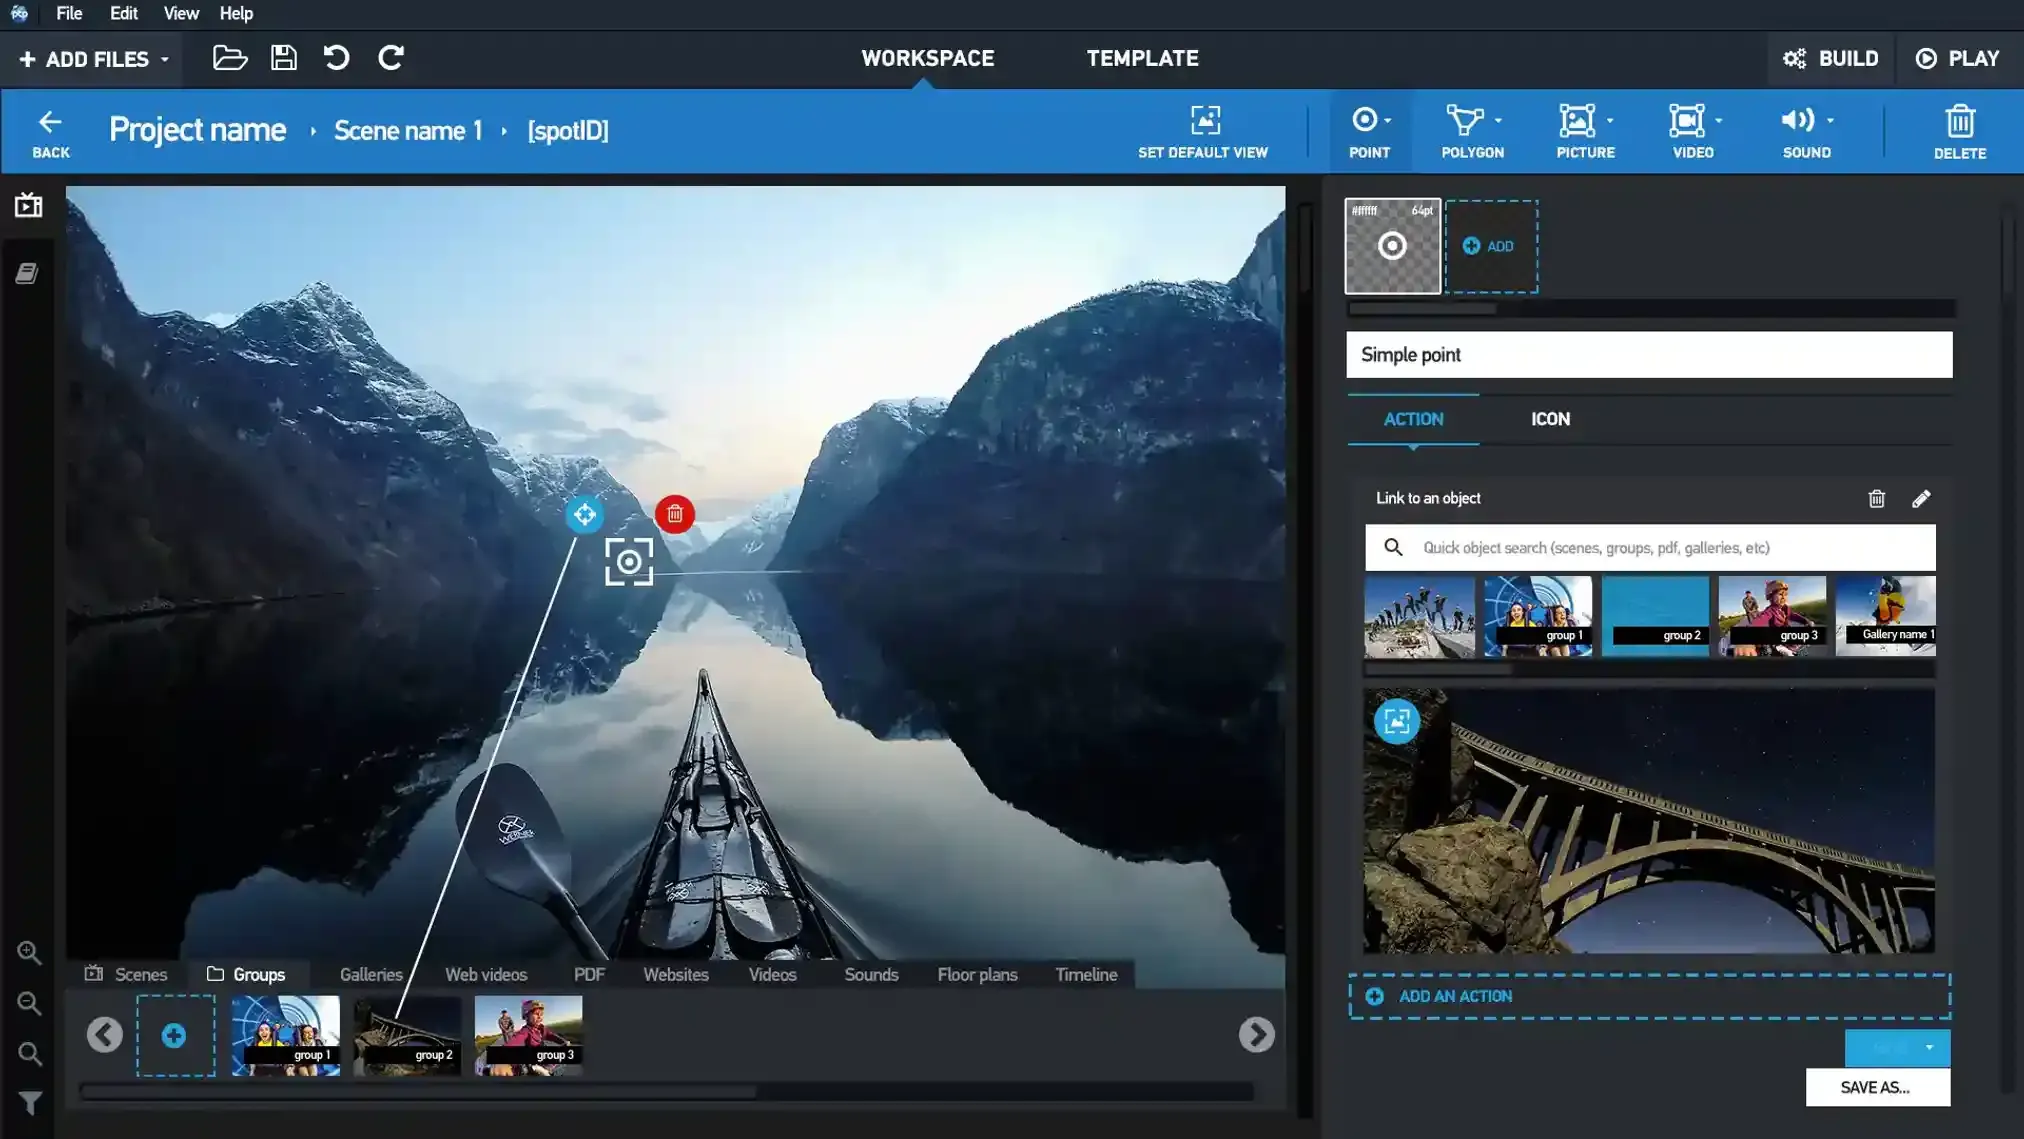 File Edit View Help
+ ADD FILES WORKSPACE TEMPLATE BUILD PLAY
BACK Project name Scene name 1 [spotID] SET DEFAULT VIEW POINT POLYGON PICTURE VIDEO SOUND DELETE
#ffffff 64pt
ADD
Simple point
ACTION ICON
Link to an object
Quick object search (scenes, groups, pdf, galleries, etc)
group 1 group 2 group 3 Gallery name 1
WERNER
Scenes Groups Galleries Web videos PDF Websites Videos Sounds Floor plans Timeline
ADD AN ACTION
group 1 group 2 group 3
SAVE AS...